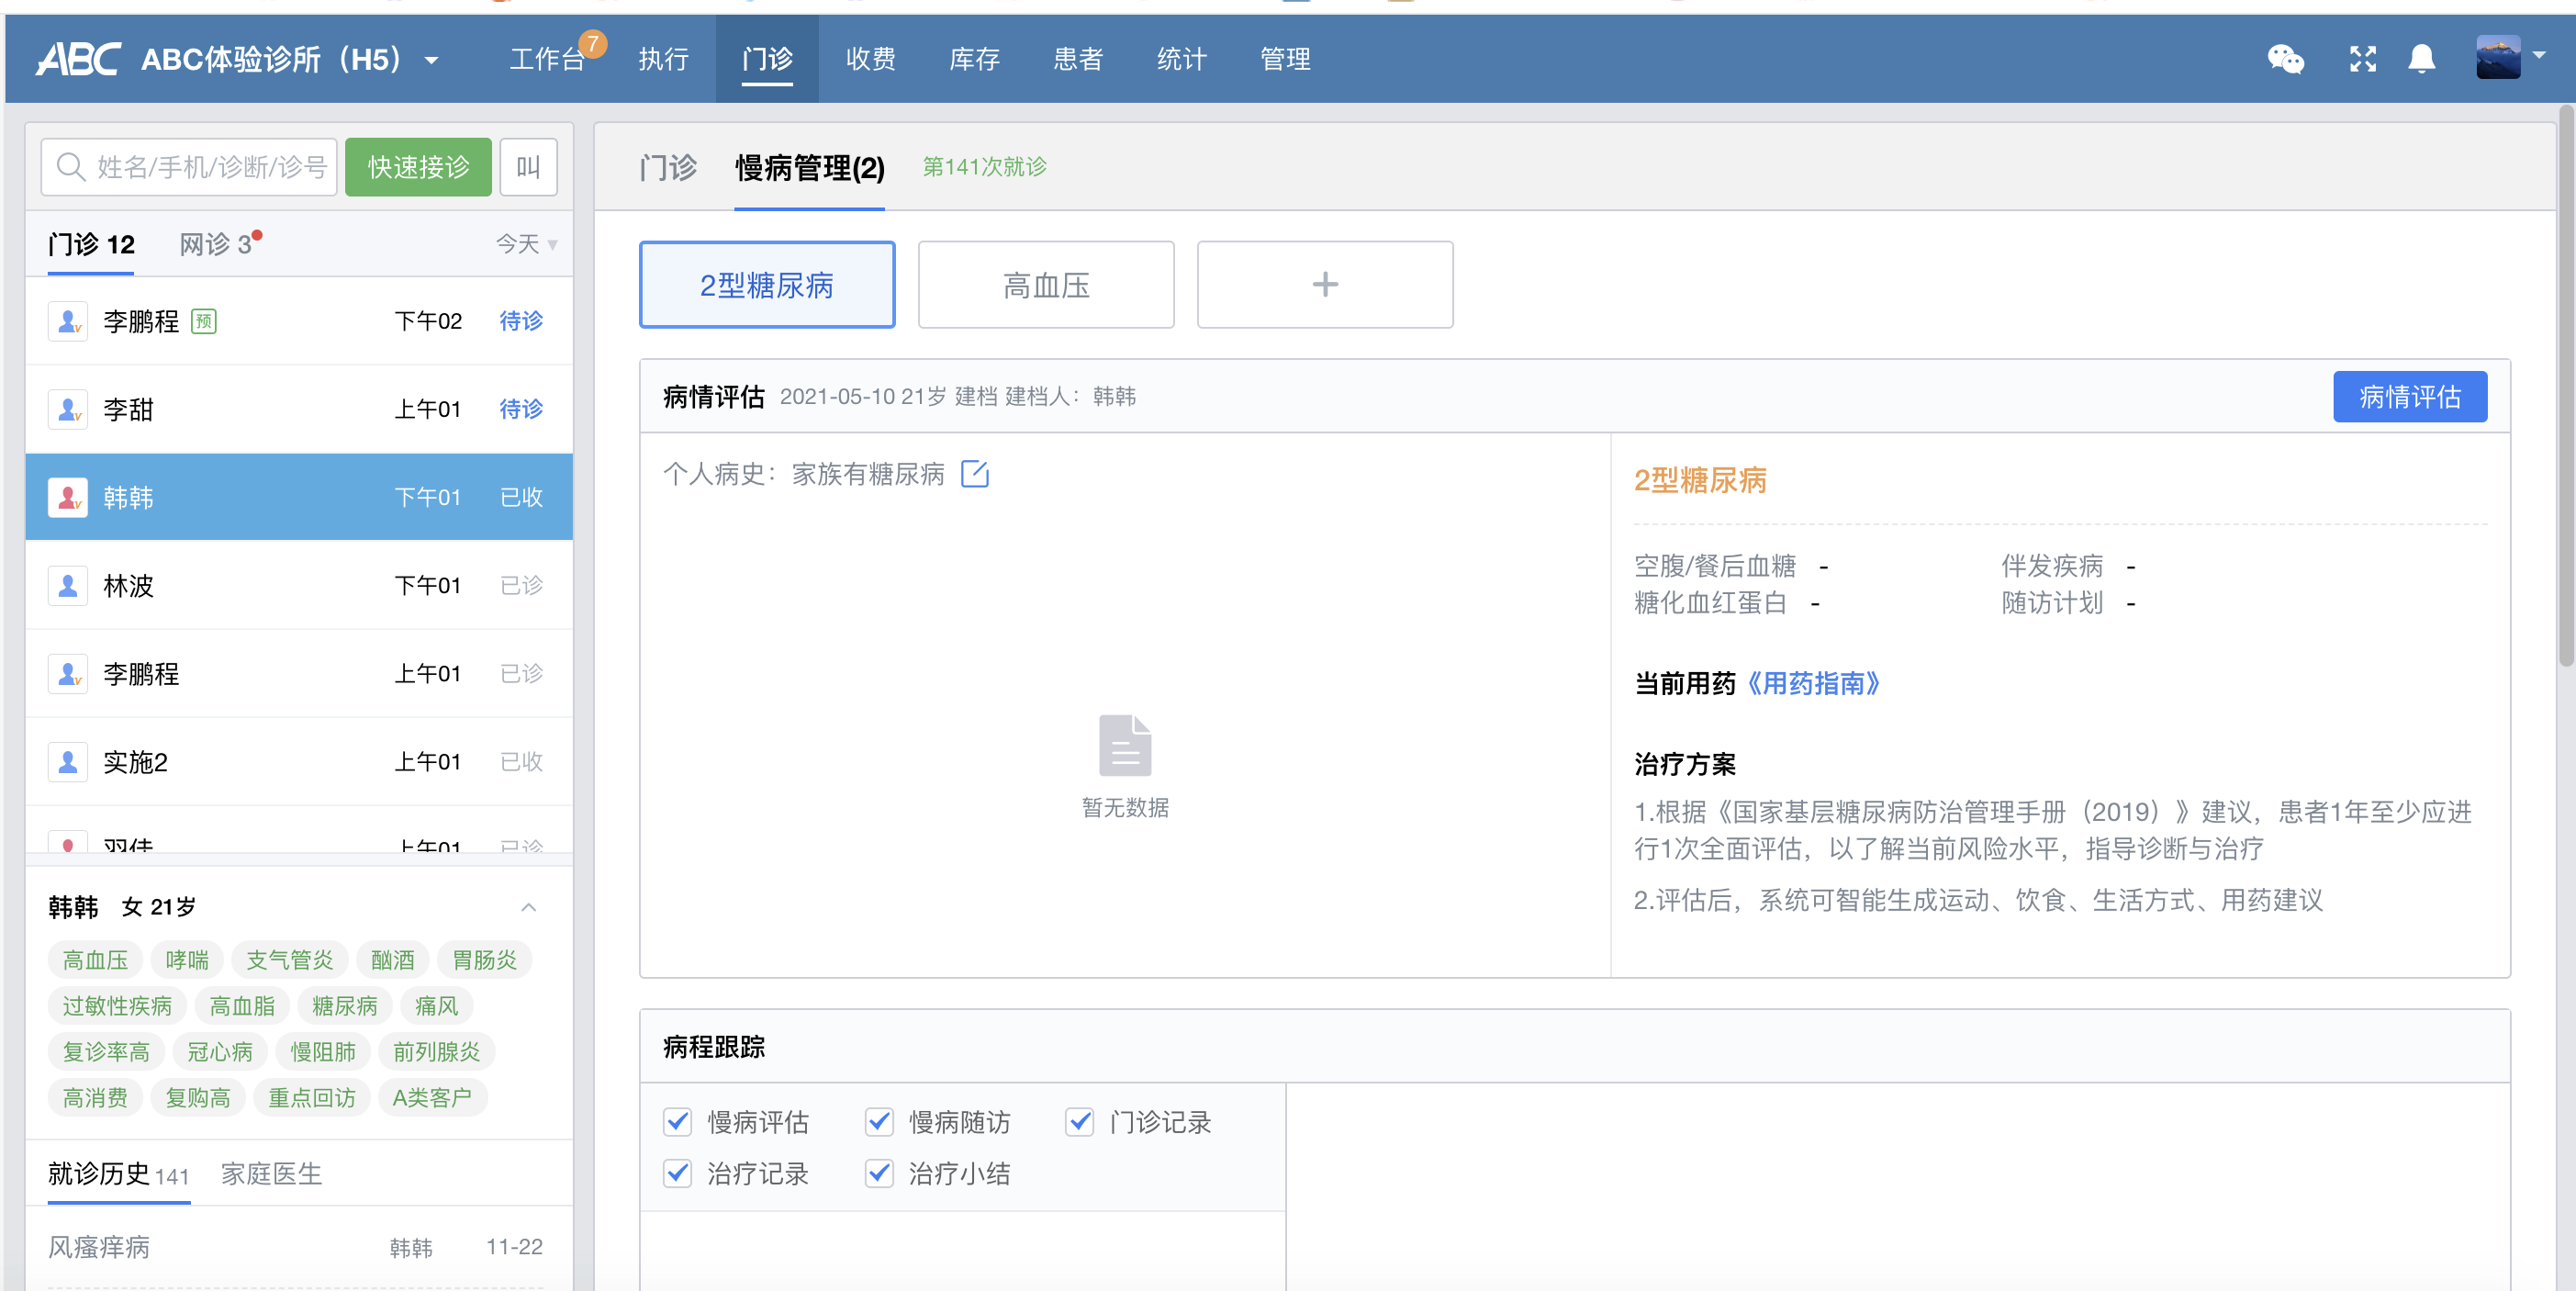 ABC ABC体验诊所（H5） 工作台 7 执行 门诊 收费 库存 患者 统计 管理
姓名/手机/诊断/诊号 快速接诊 叫
门诊 12 网诊 3 今天
李鹏程 预 下午02 待诊
李甜 上午01 待诊
韩韩 下午01 已收
林波 下午01 已诊
李鹏程 上午01 已诊
实施2 上午01 已收
羽佳 上午01 已诊
韩韩 女 21岁
高血压 哮喘 支气管炎 酗酒 胃肠炎
过敏性疾病 高血脂 糖尿病 痛风
复诊率高 冠心病 慢阻肺 前列腺炎
高消费 复购高 重点回访 A类客户
就诊历史 141 家庭医生
风瘙痒病 韩韩 11-22
门诊 慢病管理(2) 第141次就诊
2型糖尿病 高血压 +
病情评估 2021-05-10 21岁 建档 建档人：韩韩 病情评估
个人病史：家族有糖尿病
暂无数据
2型糖尿病
空腹/餐后血糖 - 伴发疾病 -
糖化血红蛋白 - 随访计划 -
当前用药《用药指南》
治疗方案
1.根据《国家基层糖尿病防治管理手册（2019）》建议，患者1年至少应进
行1次全面评估，以了解当前风险水平，指导诊断与治疗
2.评估后，系统可智能生成运动、饮食、生活方式、用药建议
病程跟踪
慢病评估 慢病随访 门诊记录
治疗记录 治疗小结